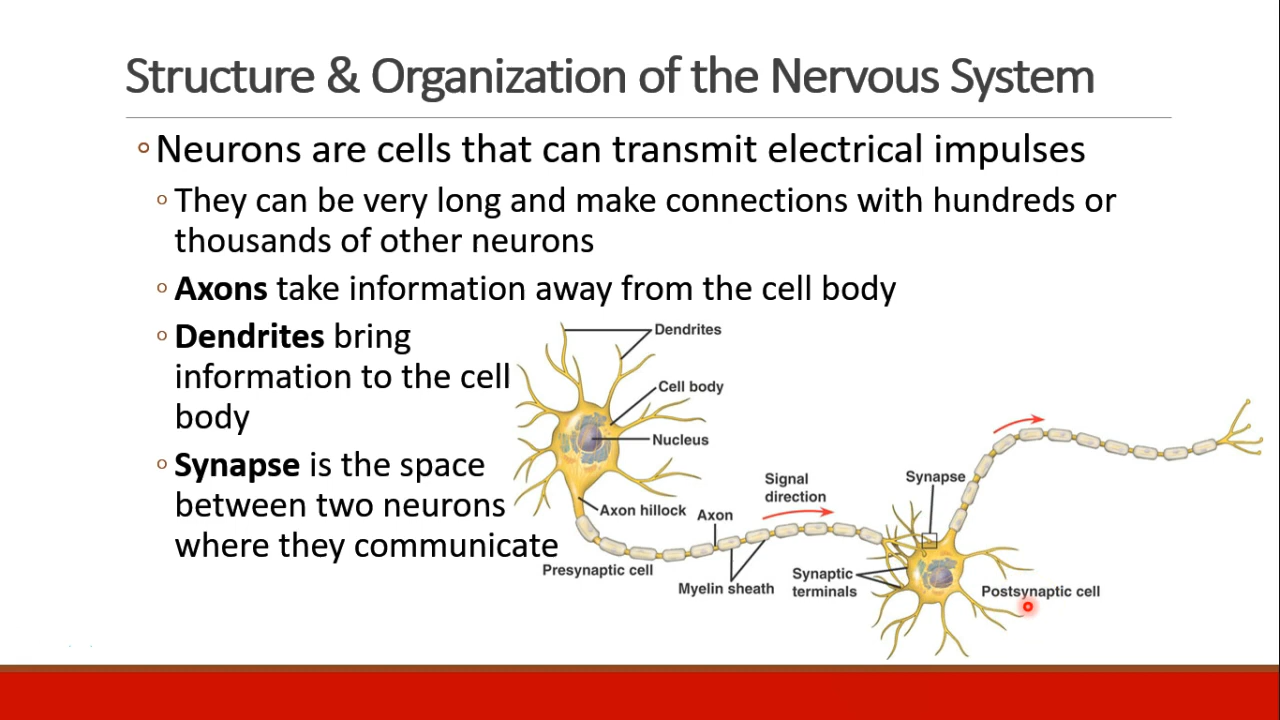 Structure & Organization of the Nervous System
◦Neurons are cells that can transmit electrical impulses
◦They can be very long and make connections with hundreds or
thousands of other neurons
◦Axons take information away from the cell body
◦Dendrites bring
information to the cell
body
◦Synapse is the space
between two neurons
where they communicate
Dendrites
Cell body
Nucleus
Axon hillock
Axon
Signal
direction
Synapse
Presynaptic cell
Myelin sheath
Synaptic
terminals
Postsynaptic cell